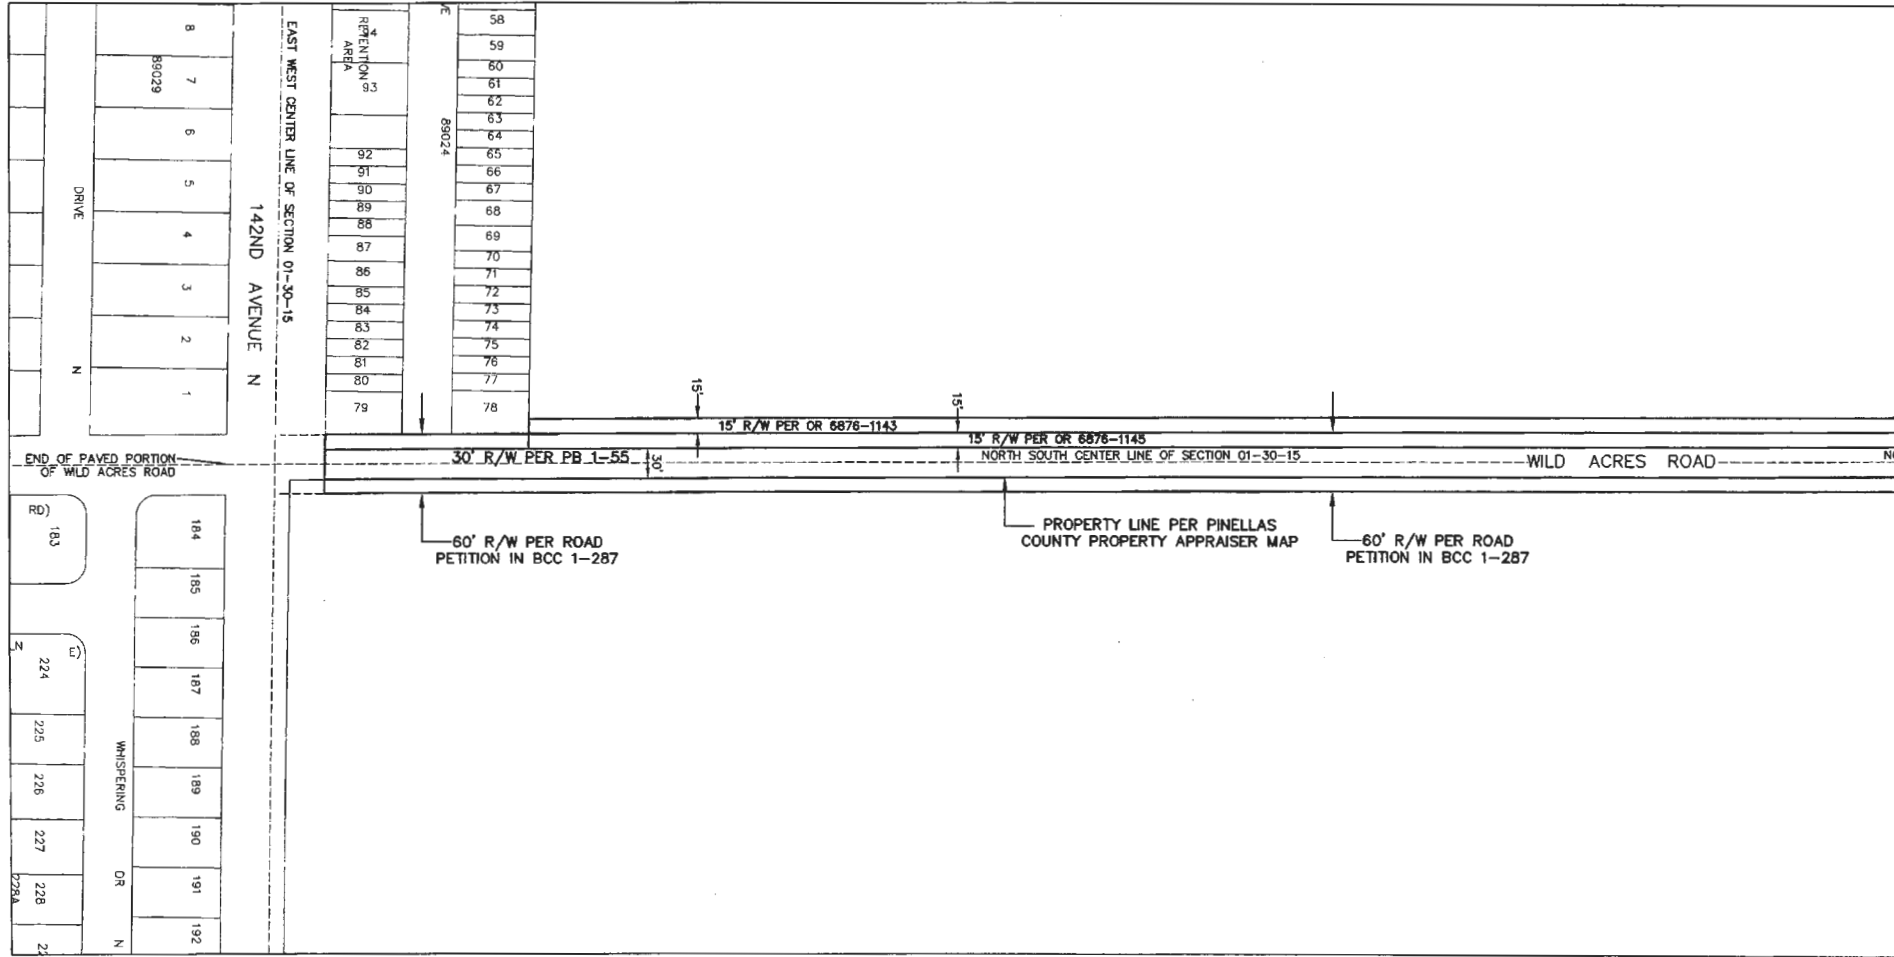 8
7
89029
6
5
4
3
2
1
DRIVE
N
142ND AVENUE N
EAST WEST CENTER LINE OF SECTION 01-30-15
94
RETENTION
AREA
93
92
91
90
89
88
87
86
85
84
83
82
81
80
79
VE
89024
58
59
60
61
62
63
64
65
66
67
68
69
70
71
72
73
74
75
76
77
78
15'
15'
15' R/W PER OR 6876-1143
15' R/W PER OR 6876-1145
30' R/W PER PB 1-55
30'
NORTH SOUTH CENTER LINE OF SECTION 01-30-15
WILD ACRES ROAD
NO
END OF PAVED PORTION
OF WILD ACRES ROAD
60' R/W PER ROAD
PETITION IN BCC 1-287
PROPERTY LINE PER PINELLAS
COUNTY PROPERTY APPRAISER MAP
60' R/W PER ROAD
PETITION IN BCC 1-287
RD)
183
184
185
186
187
188
189
190
191
192
N
E)
224
225
226
227
228
228A
22
WHISPERING DR N